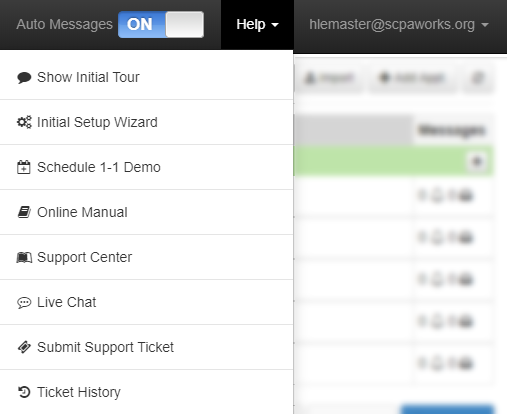 Auto Messages ON Help hlemaster@scpaworks.org
Show Initial Tour
Initial Setup Wizard
Schedule 1-1 Demo
Online Manual
Support Center
Live Chat
Submit Support Ticket
Ticket History
Import
Messages